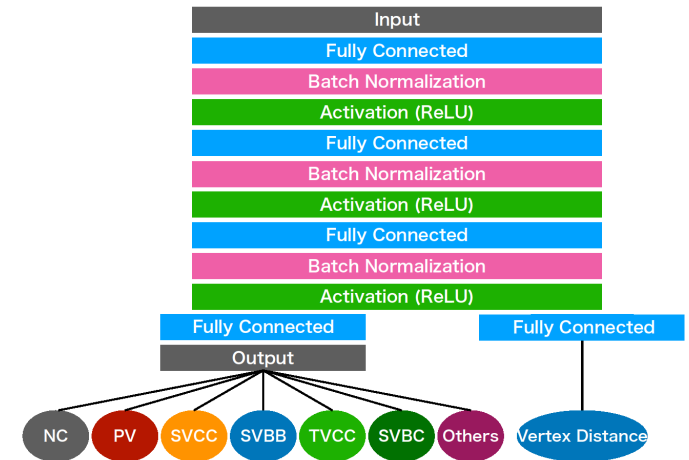 Input
Fully Connected
Batch Normalization
Activation (ReLU)
Fully Connected
Batch Normalization
Activation (ReLU)
Fully Connected
Batch Normalization
Activation (ReLU)
Fully Connected
Fully Connected
Output
NC
PV
SVCC
SVBB
TVCC
SVBC
Others
Vertex Distance